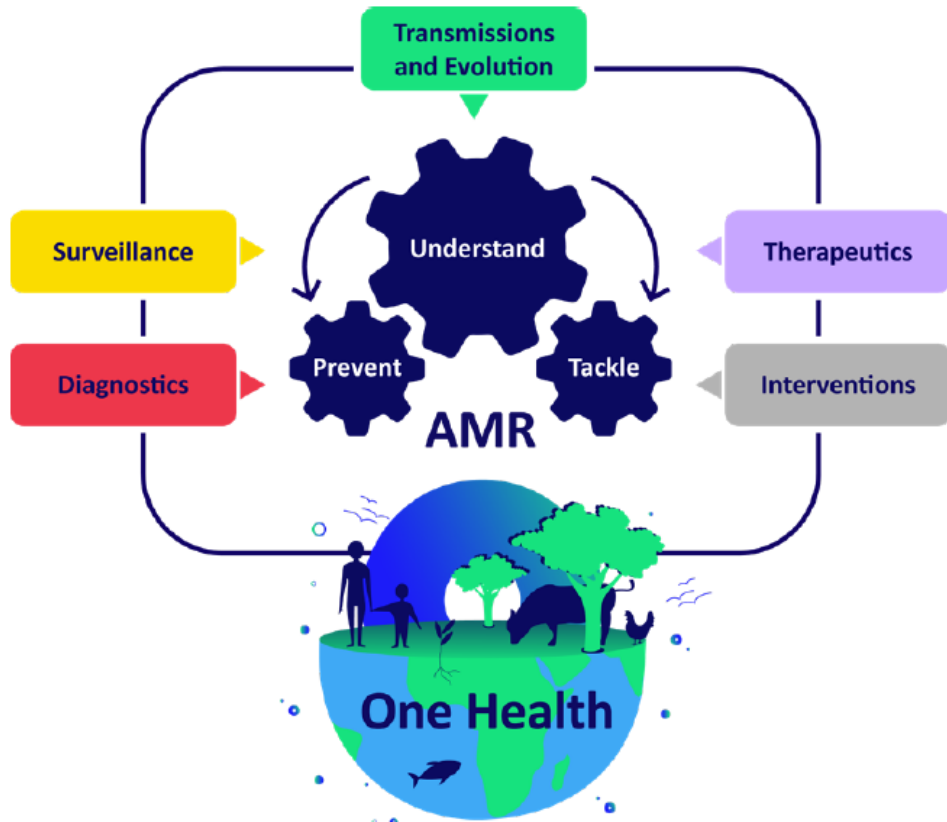 Transmissions
and Evolution
Understand
Surveillance
Therapeutics
Prevent
Tackle
Diagnostics
Interventions
AMR
One Health